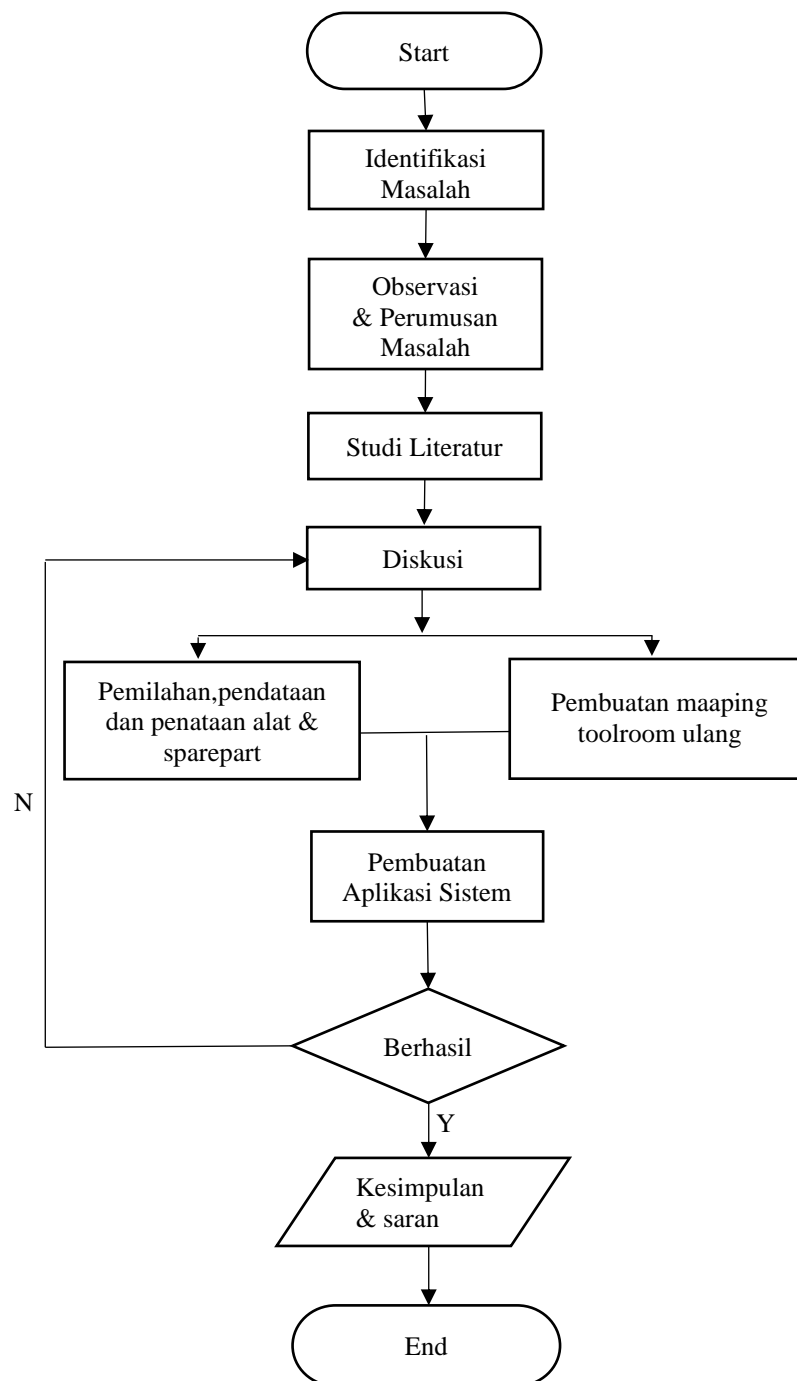 Start
Identifikasi
Masalah
Observasi
& Perumusan
Masalah
Studi Literatur
Diskusi
Pemilahan,pendataan
dan penataan alat &
sparepart
Pembuatan maaping
toolroom ulang
N
Pembuatan
Aplikasi Sistem
Berhasil
Y
Kesimpulan
& saran
End